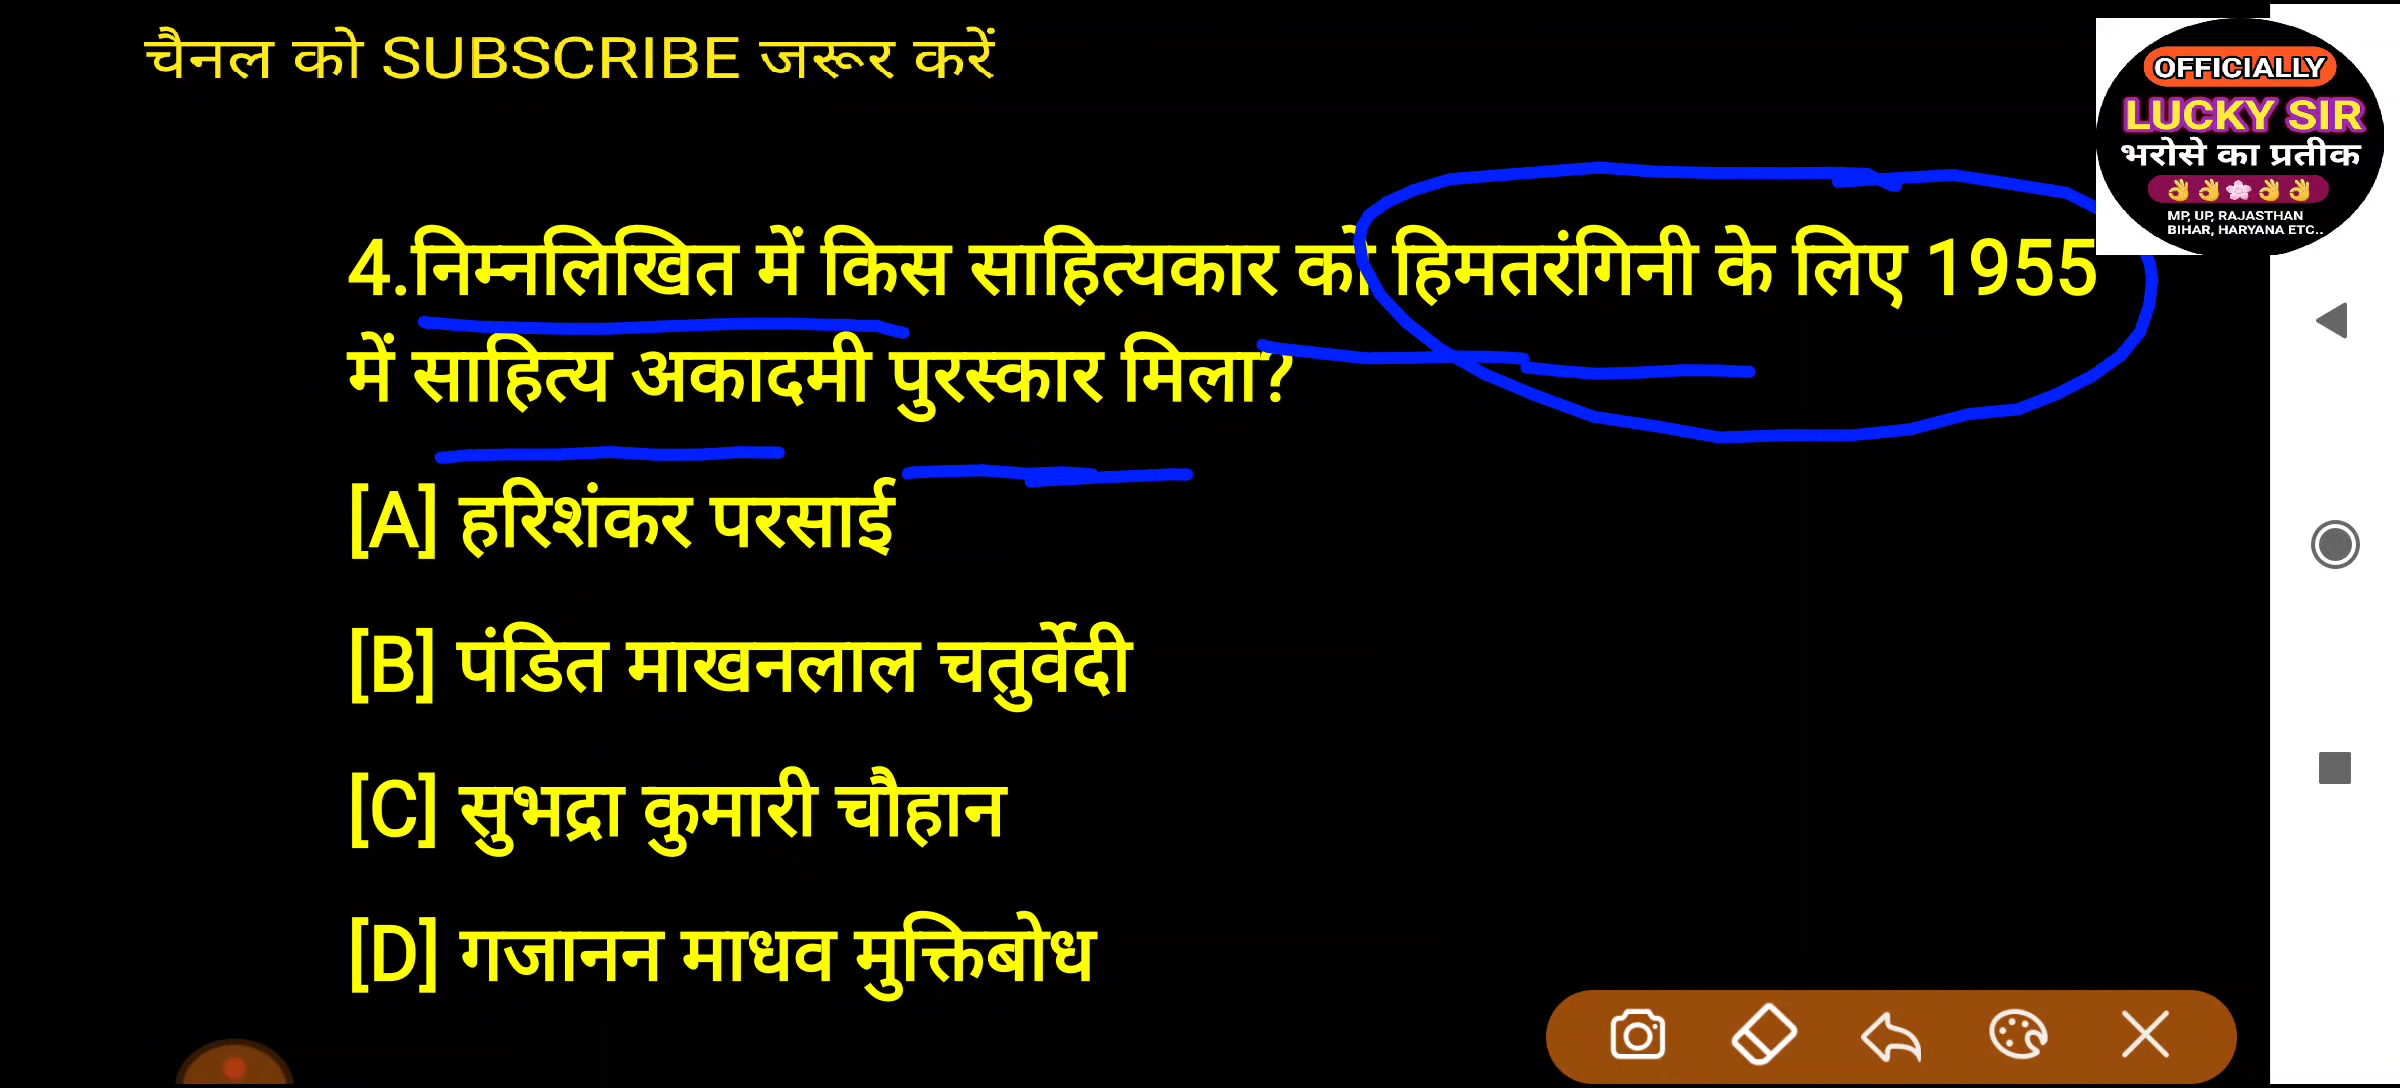 चैनल को SUBSCRIBE जरूर करें
OFFICIALLY
LUCKY SIR
भरोसे का प्रतीक
MP, UP, RAJASTHAN
BIHAR, HARYANA ETC..
4.निम्नलिखित में किस साहित्यकार को हिमतरंगिनी के लिए 1955
में साहित्य अकादमी पुरस्कार मिला?
[A] हरिशंकर परसाई
[B] पंडित माखनलाल चतुर्वेदी
[C] सुभद्रा कुमारी चौहान
[D] गजानन माधव मुक्तिबोध